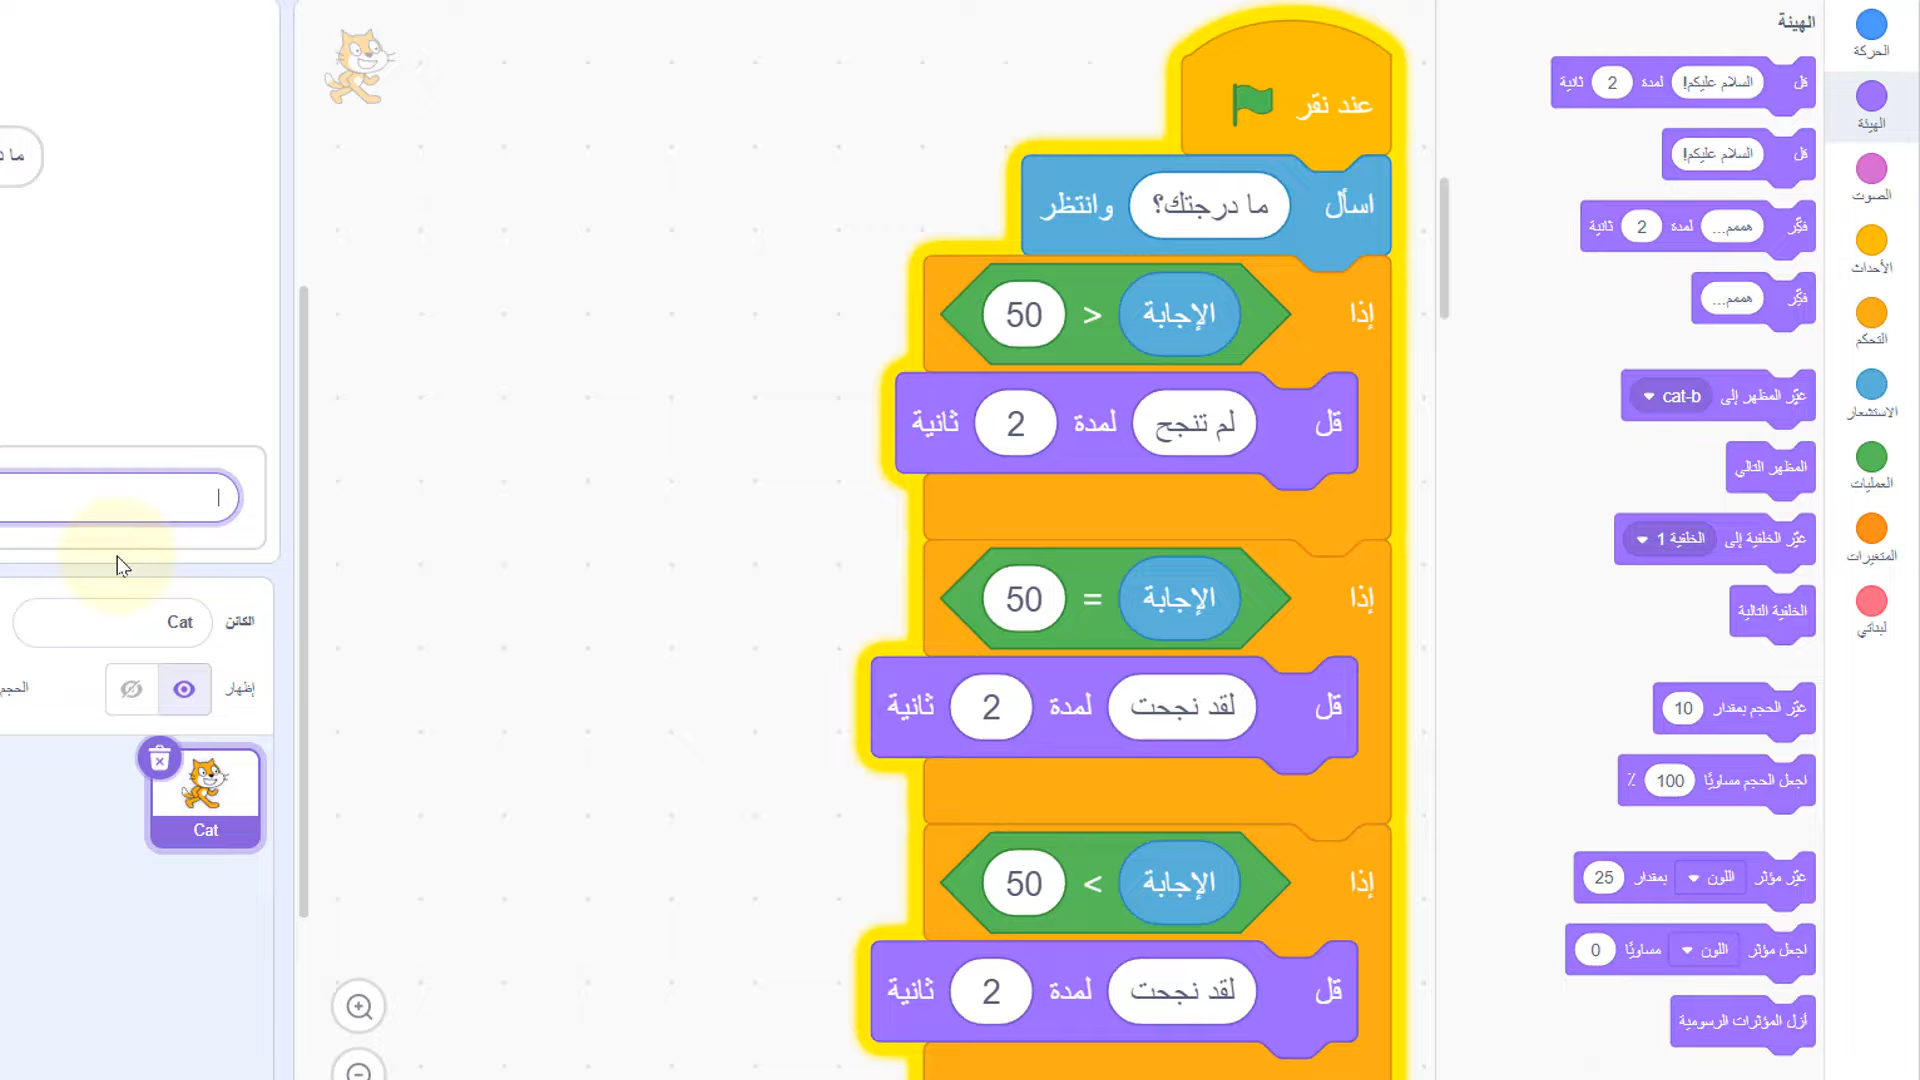 الهيئة
الحركة
الهيئة
الصوت
الأحداث
التحكم
الاستشعار
العمليات
المتغيرات
لبناتي
قل السلام عليكم! لمدة 2 ثانية
قل السلام عليكم!
فكِّر هممم... لمدة 2 ثانية
فكِّر هممم...
غيِّر المظهر إلى cat-b
المظهر التالي
غيِّر الخلفية إلى الخلفية 1
الخلفية التالية
غيِّر الحجم بمقدار 10
اجعل الحجم مساويًا 100 ٪
غيِّر مؤثر اللون بمقدار 25
اجعل مؤثر اللون مساويًا 0
أزل المؤثرات الرسومية
عند نقر
اسأل ما درجتك؟ وانتظر
إذا الإجابة > 50
قل لم تنجح لمدة 2 ثانية
إذا الإجابة = 50
قل لقد نجحت لمدة 2 ثانية
إذا الإجابة < 50
قل لقد نجحت لمدة 2 ثانية
ما
الكائن Cat
إظهار
الحجم
Cat